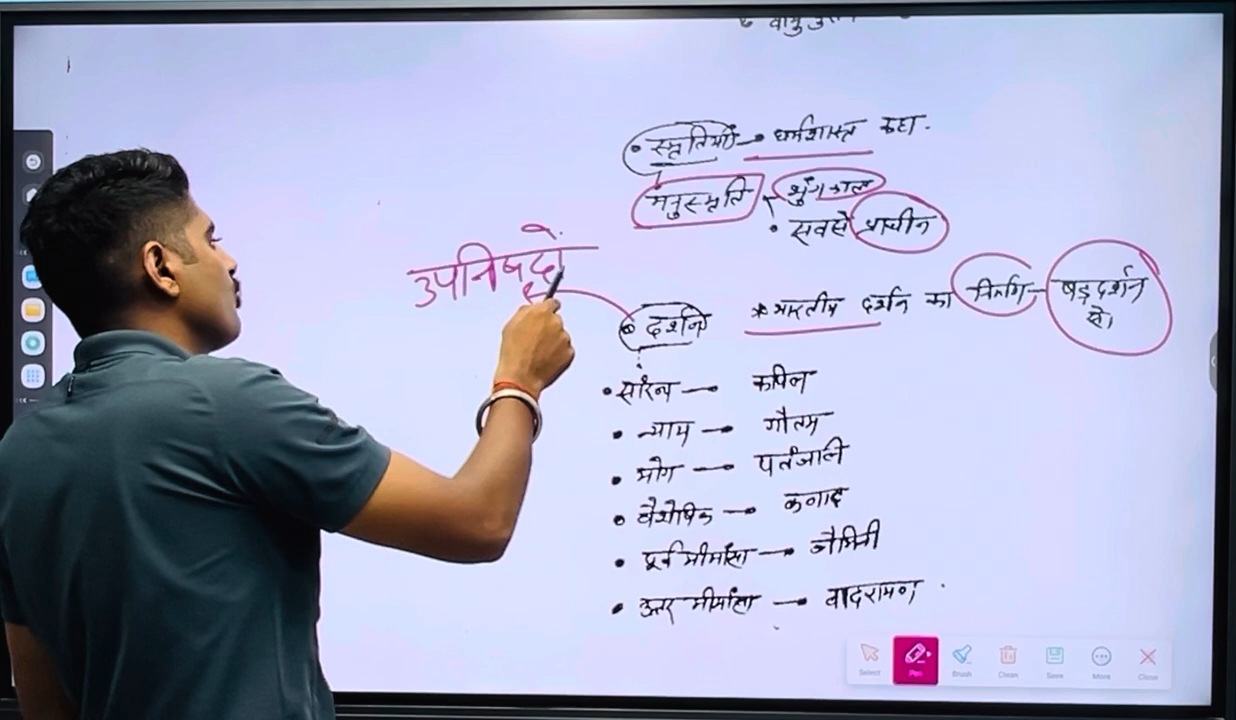 स्मृतियाँ → धर्मशास्त्र कहा.
मनुस्मृति शुंगकाल
• सबसे प्राचीन
उपनिषदों
• दर्शन * भारतीय दर्शन का निर्माण - षड्दर्शन से।
• सांख्य → कपिल
• न्याय → गौतम
• योग → पतंजलि
• वैशेषिक → कणाद
• पूर्व मीमांसा → जैमिनी
• उत्तर मीमांसा → वादरायण
Select Pen Brush Clean Save More Close